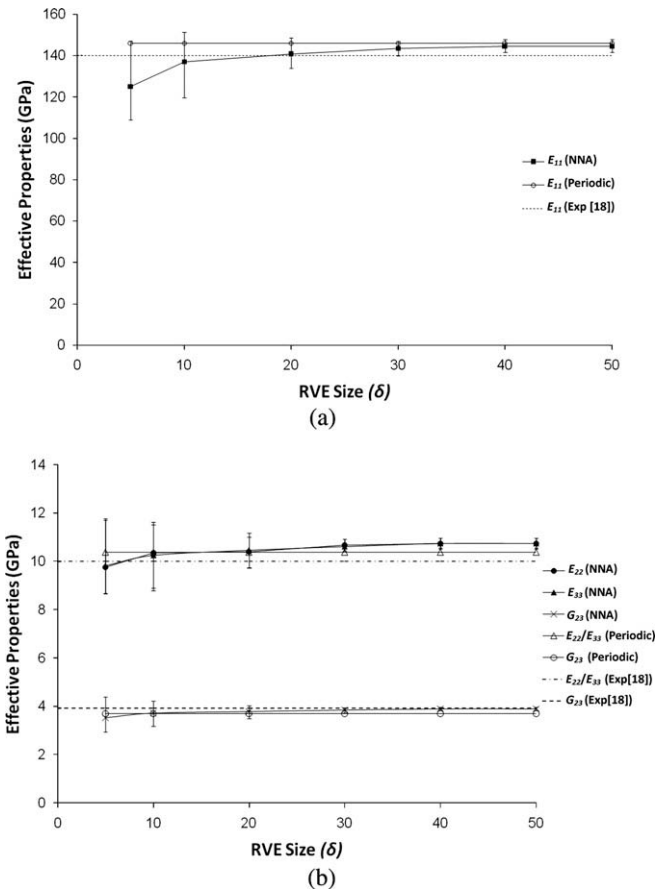 160
140
120
100
80
60
40
20
0
Effective Properties (GPa)
E11 (NNA)
E11 (Periodic)
E11 (Exp [18])
0 10 20 30 40 50
RVE Size (δ)
(a)
14
12
10
8
6
4
2
0
Effective Properties (GPa)
E22 (NNA)
E33 (NNA)
G23 (NNA)
E22/E33 (Periodic)
G23 (Periodic)
E22/E33 (Exp[18])
G23 (Exp[18])
0 10 20 30 40 50
RVE Size (δ)
(b)